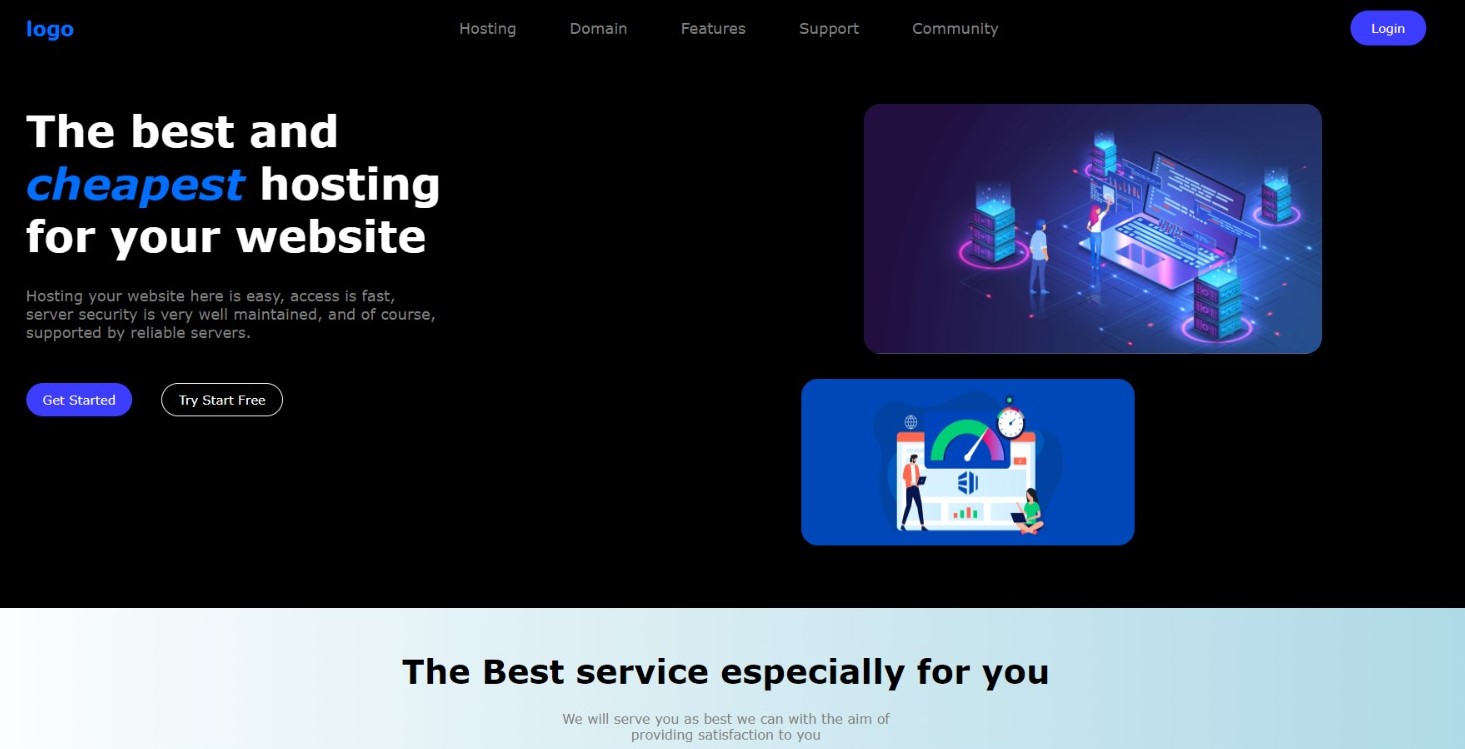 logo
Hosting
Domain
Features
Support
Community
Login
The best and
cheapest hosting
for your website
Hosting your website here is easy, access is fast,
server security is very well maintained, and of course,
supported by reliable servers.
Get Started
Try Start Free
The Best service especially for you
We will serve you as best we can with the aim of
providing satisfaction to you